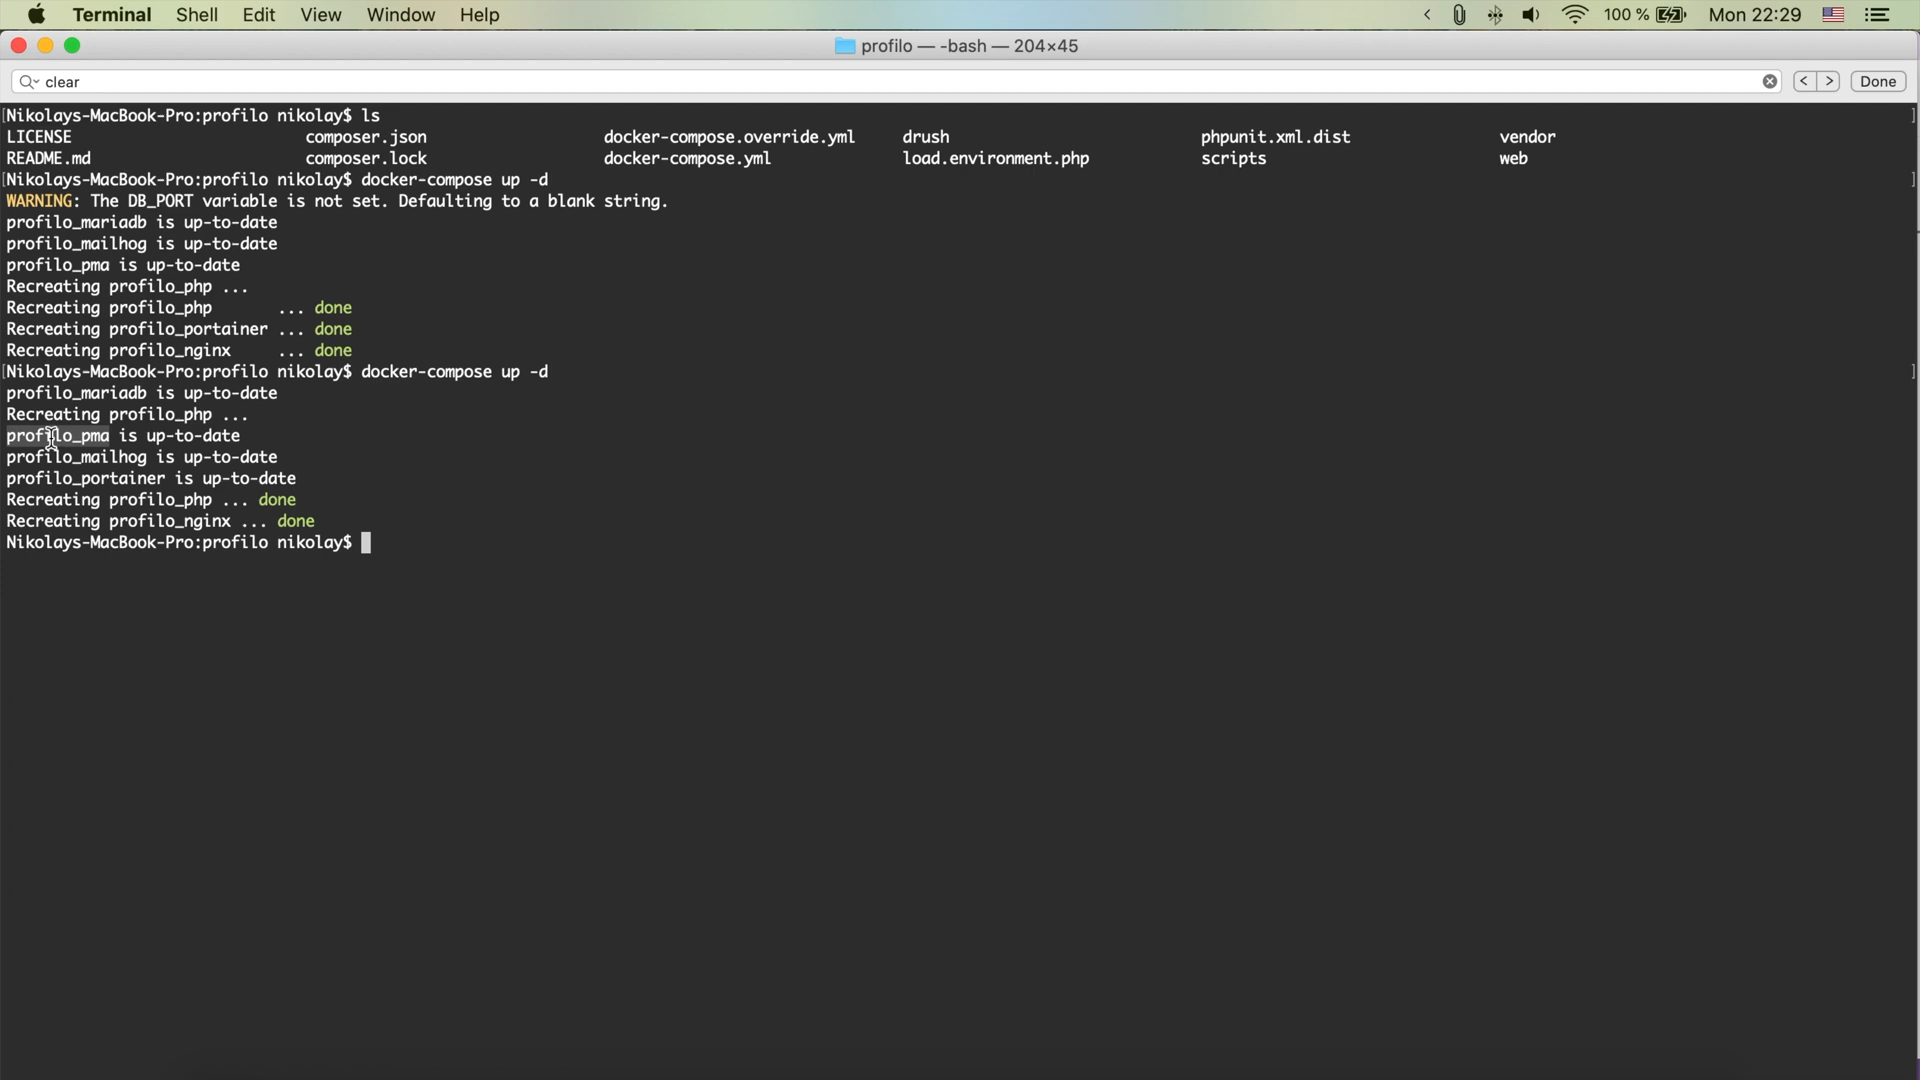 Terminal Shell Edit View Window Help 100 % Mon 22:29
profilo — -bash — 204×45
clear Done
[Nikolays-MacBook-Pro:profilo nikolay$ ls ]
LICENSE composer.json docker-compose.override.yml drush phpunit.xml.dist vendor
README.md composer.lock docker-compose.yml load.environment.php scripts web
[Nikolays-MacBook-Pro:profilo nikolay$ docker-compose up -d ]
WARNING: The DB_PORT variable is not set. Defaulting to a blank string.
profilo_mariadb is up-to-date
profilo_mailhog is up-to-date
profilo_pma is up-to-date
Recreating profilo_php ...
Recreating profilo_php ... done
Recreating profilo_portainer ... done
Recreating profilo_nginx ... done
[Nikolays-MacBook-Pro:profilo nikolay$ docker-compose up -d ]
profilo_mariadb is up-to-date
Recreating profilo_php ...
profilo_pma is up-to-date
profilo_mailhog is up-to-date
profilo_portainer is up-to-date
Recreating profilo_php ... done
Recreating profilo_nginx ... done
Nikolays-MacBook-Pro:profilo nikolay$